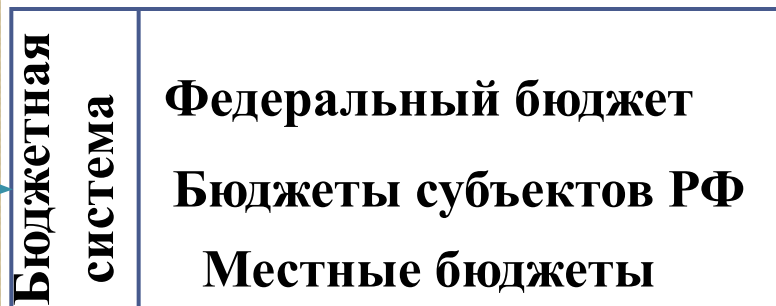 Бюджетная
система
Федеральный бюджет
Бюджеты субъектов РФ
Местные бюджеты